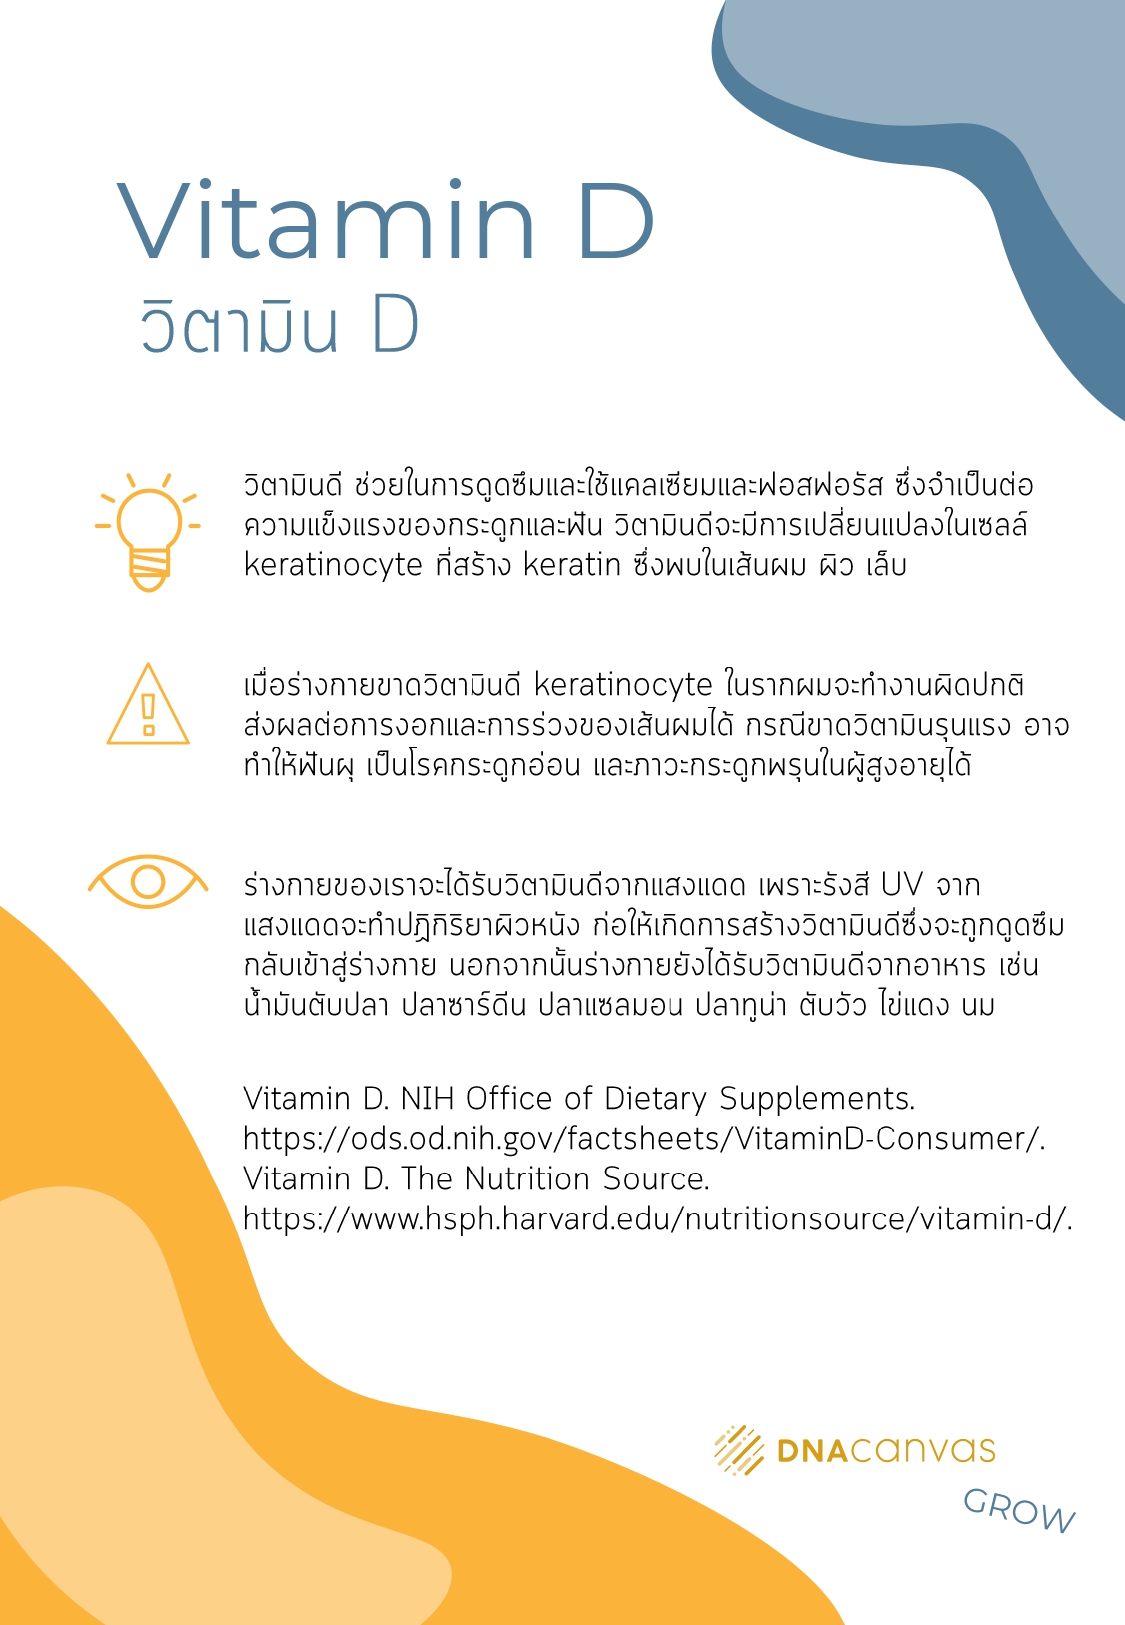 Vitamin D
วิตามิน D
วิตามินดี ช่วยในการดูดซึมและใช้แคลเซียมและฟอสฟอรัส ซึ่งจำเป็นต่อ
ความแข็งแรงของกระดูกและฟัน วิตามินดีจะมีการเปลี่ยนแปลงในเซลล์
keratinocyte ที่สร้าง keratin ซึ่งพบในเส้นผม ผิว เล็บ
เมื่อร่างกายขาดวิตามินดี keratinocyte ในรากผมจะทำงานผิดปกติ
ส่งผลต่อการงอกและการร่วงของเส้นผมได้ กรณีขาดวิตามินรุนแรง อาจ
ทำให้ฟันผุ เป็นโรคกระดูกอ่อน และภาวะกระดูกพรุนในผู้สูงอายุได้
ร่างกายของเราจะได้รับวิตามินดีจากแสงแดด เพราะรังสี UV จาก
แสงแดดจะทำปฏิกิริยาผิวหนัง ก่อให้เกิดการสร้างวิตามินดีซึ่งจะถูกดูดซึม
กลับเข้าสู่ร่างกาย นอกจากนั้นร่างกายยังได้รับวิตามินดีจากอาหาร เช่น
น้ำมันตับปลา ปลาซาร์ดีน ปลาแซลมอน ปลาทูน่า ตับวัว ไข่แดง นม
Vitamin D. NIH Office of Dietary Supplements.
https://ods.od.nih.gov/factsheets/VitaminD-Consumer/.
Vitamin D. The Nutrition Source.
https://www.hsph.harvard.edu/nutritionsource/vitamin-d/.
DNAcanvas
GROW